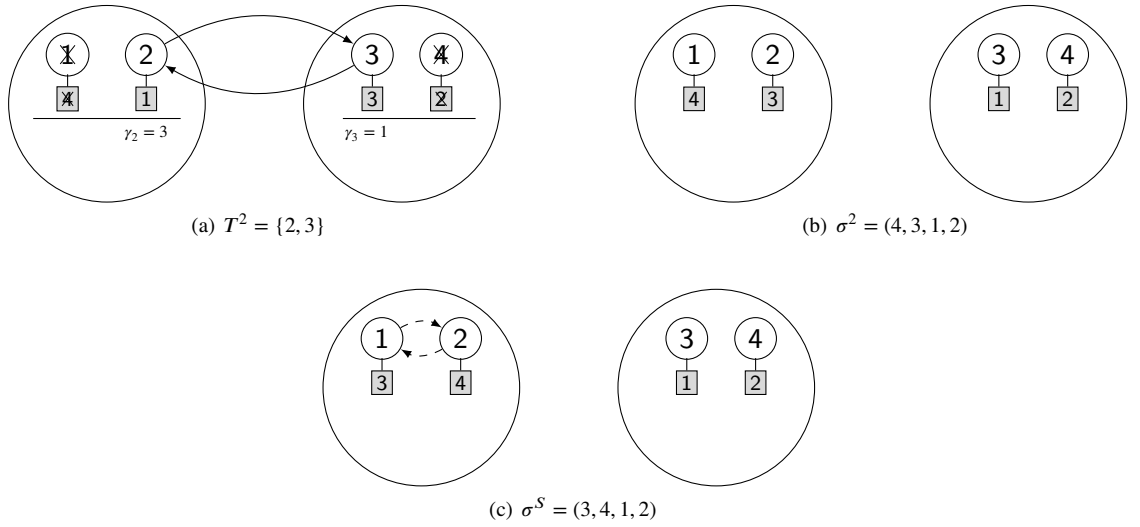 1 2 3 4
4 1 3 2
γ₂ = 3 γ₃ = 1
(a) T² = {2, 3}
1 2 3 4
4 3 1 2
(b) σ² = (4, 3, 1, 2)
1 2 3 4
3 4 1 2
(c) σ^S = (3, 4, 1, 2)